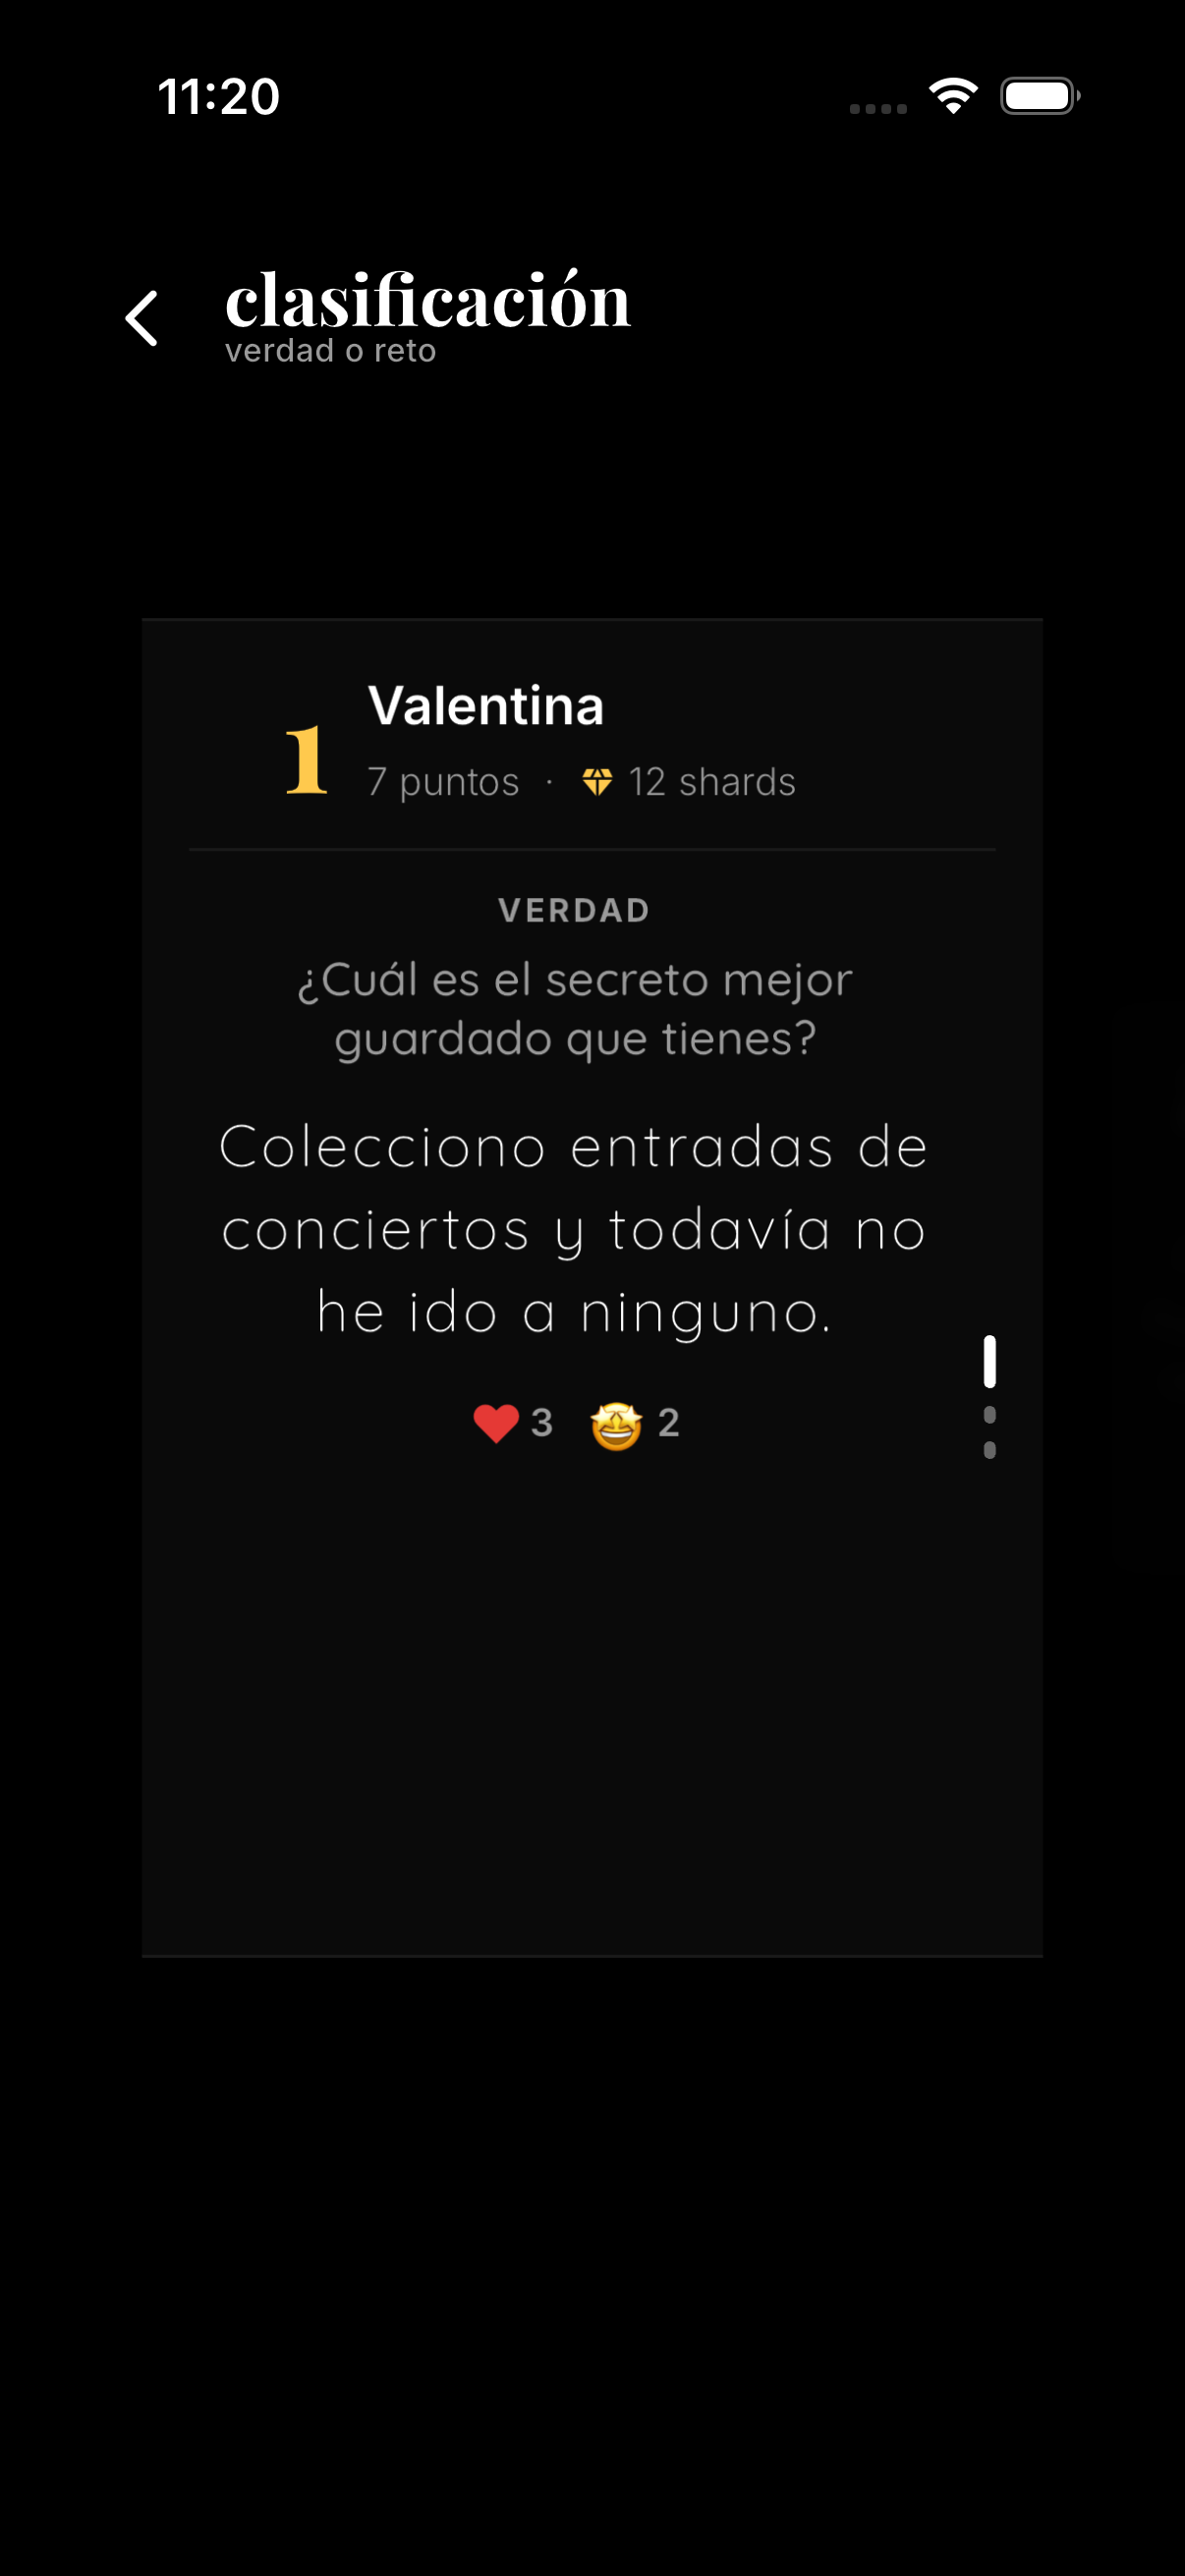 11:20
clasificación
verdad o reto
1
Valentina
7 puntos · 12 shards
VERDAD
¿Cuál es el secreto mejor
guardado que tienes?
Colecciono entradas de
conciertos y todavía no
he ido a ninguno.
❤️ 3 🤩 2